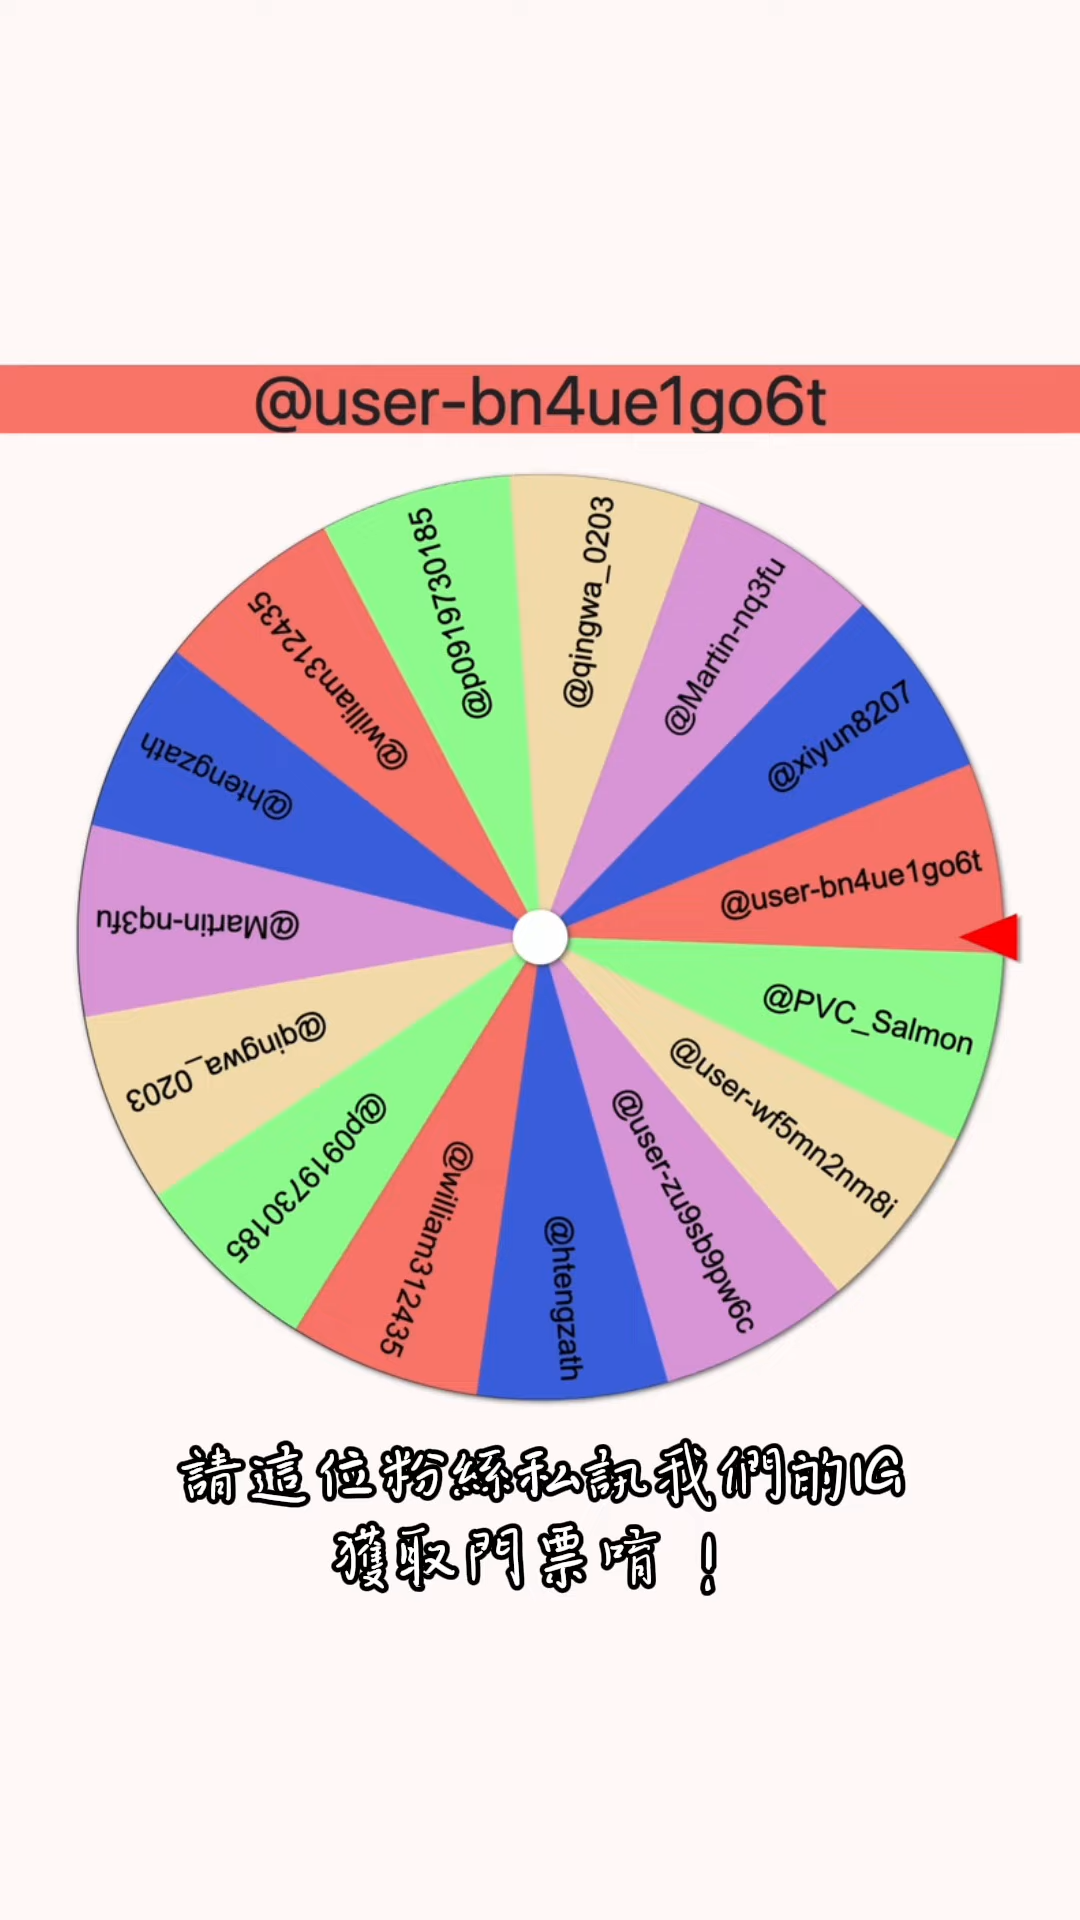 @user-bn4ue1go6t
@qingwa_0203
@Martin-nq3fu
@xiyun8207
@user-bn4ue1go6t
@PVC_Salmon
@user-wf5mn2nm8i
@user-zu9sb9pw6c
@htengzath
@william312435
@p0919730185
@qingwa_0203
@Martin-nq3fu
@htengzath
@william312435
@p0919730185
請這位粉絲私訊我們的IG
獲取門票唷！